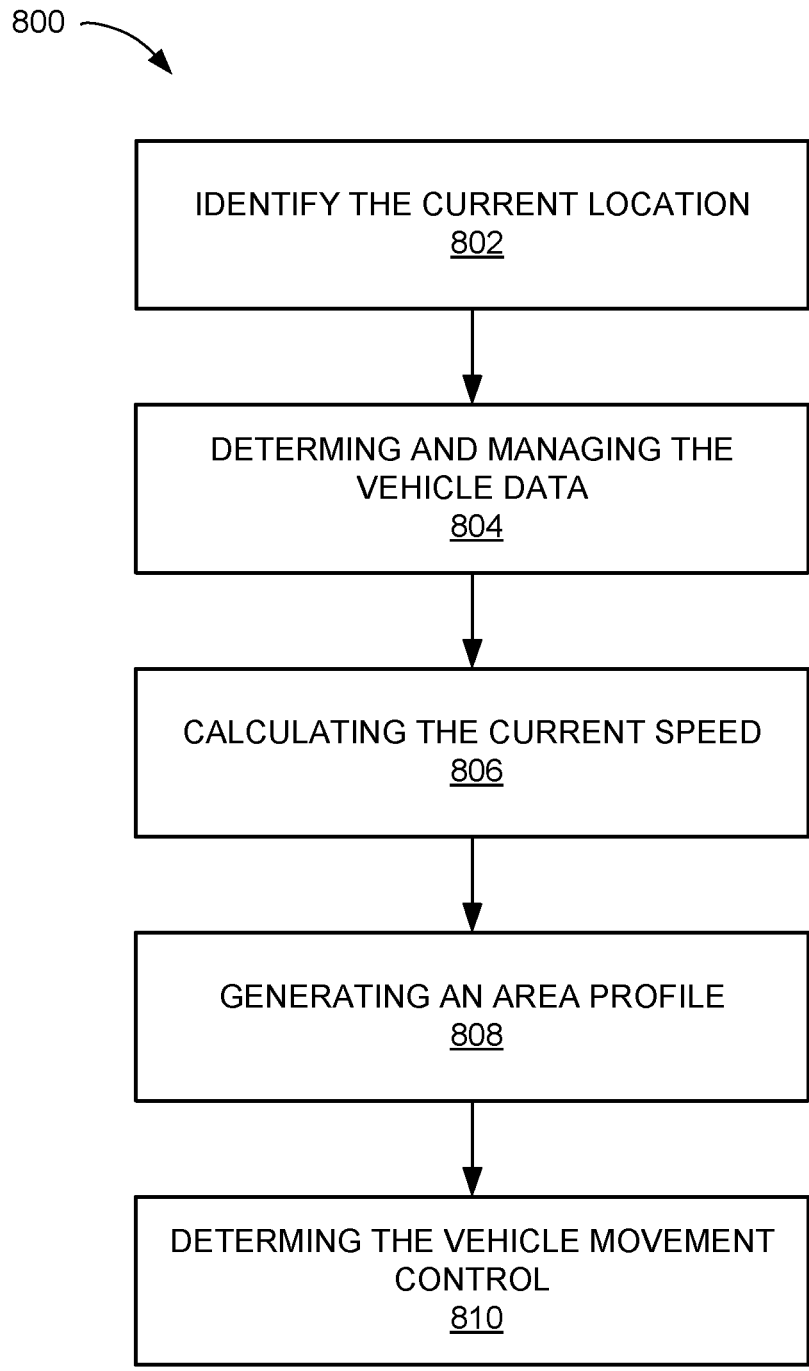 800
IDENTIFY THE CURRENT LOCATION
802
DETERMING AND MANAGING THE
VEHICLE DATA
804
CALCULATING THE CURRENT SPEED
806
GENERATING AN AREA PROFILE
808
DETERMING THE VEHICLE MOVEMENT
CONTROL
810